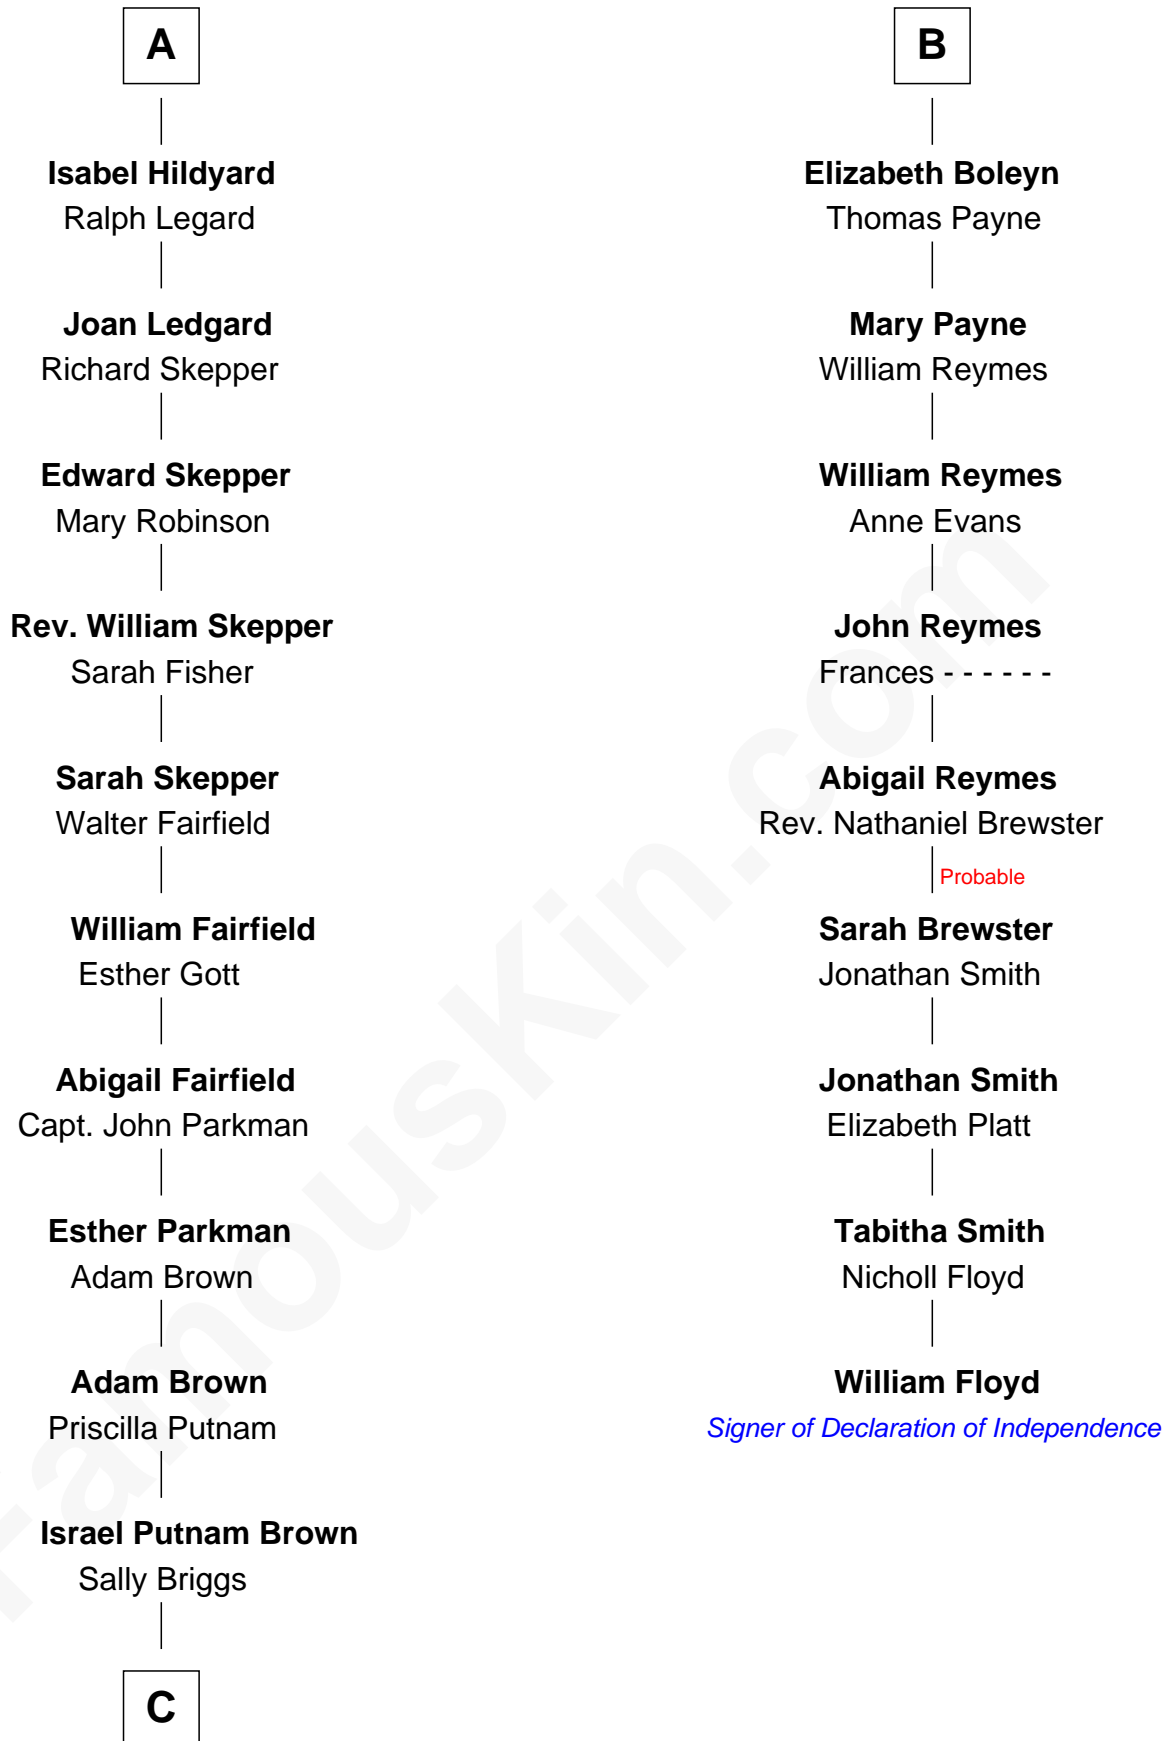 A
Isabel Hildyard
Ralph Legard
Joan Ledgard
Richard Skepper
Edward Skepper
Mary Robinson
Rev. William Skepper
Sarah Fisher
Sarah Skepper
Walter Fairfield
William Fairfield
Esther Gott
Abigail Fairfield
Capt. John Parkman
Esther Parkman
Adam Brown
Adam Brown
Priscilla Putnam
Israel Putnam Brown
Sally Briggs
C
B
Elizabeth Boleyn
Thomas Payne
Mary Payne
William Reymes
William Reymes
Anne Evans
John Reymes
Frances - - - - - -
Abigail Reymes
Rev. Nathaniel Brewster
Probable
Sarah Brewster
Jonathan Smith
Jonathan Smith
Elizabeth Platt
Tabitha Smith
Nicholl Floyd
William Floyd
Signer of Declaration of Independence
FamousKin.com